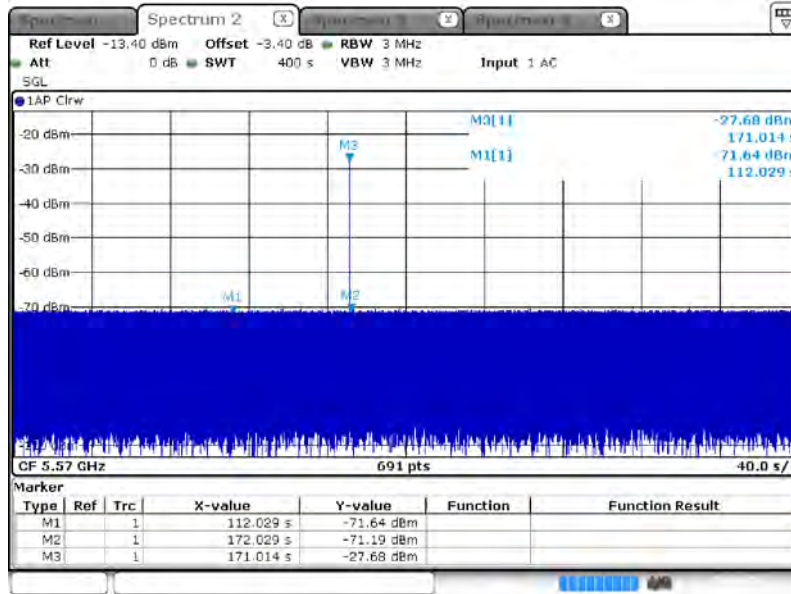 Spectrum 2 X
Ref Level -13.40 dBm Offset -3.40 dB RBW 3 MHz
Att 0 dB SWT 400 s VBW 3 MHz Input 1 AC
SGL
1AP Clrw
M3[1] -27.68 dBm
171.014 s
M1[1] -71.64 dBm
112.029 s
-20 dBm
M3
-30 dBm
-40 dBm
-50 dBm
-60 dBm
M1 M2
-70 dBm
CF 5.57 GHz 691 pts 40.0 s/
Marker
Type Ref Trc X-value Y-value Function Function Result
M1 1 112.029 s -71.64 dBm
M2 1 172.029 s -71.19 dBm
M3 1 171.014 s -27.68 dBm